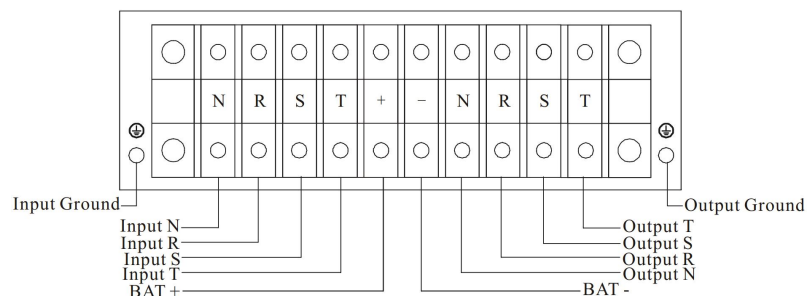 N R S T + − N R S T
Input Ground
Output Ground
Input N
Output T
Input R
Output S
Input S
Output R
Input T
Output N
BAT +
BAT -